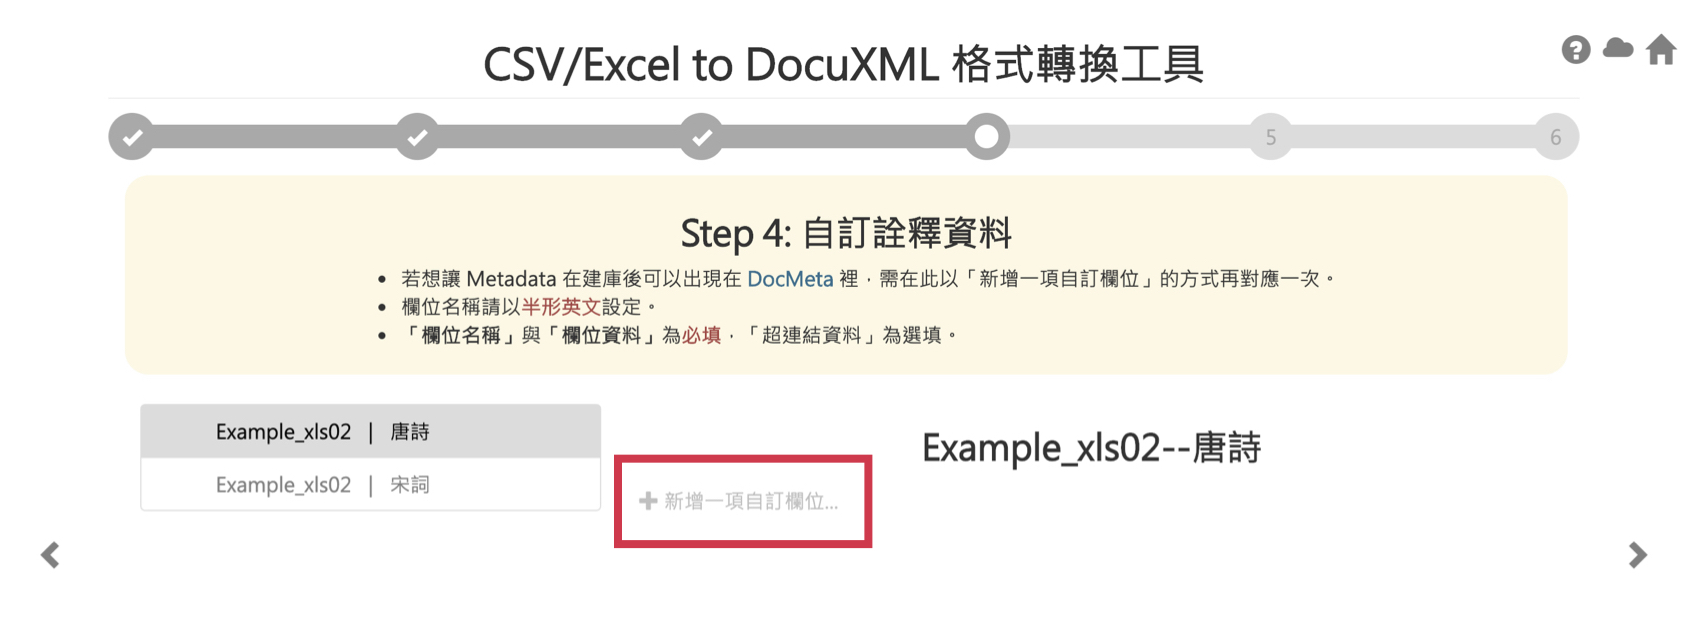 CSV/Excel to DocuXML 格式轉換工具
5
6
Step 4: 自訂詮釋資料
• 若想讓 Metadata 在建庫後可以出現在 DocMeta 裡，需在此以「新增一項自訂欄位」的方式再對應一次。
• 欄位名稱請以半形英文設定。
• 「欄位名稱」與「欄位資料」為必填，「超連結資料」為選填。
Example_xls02 | 唐詩
Example_xls02 | 宋詞
新增一項自訂欄位...
Example_xls02--唐詩